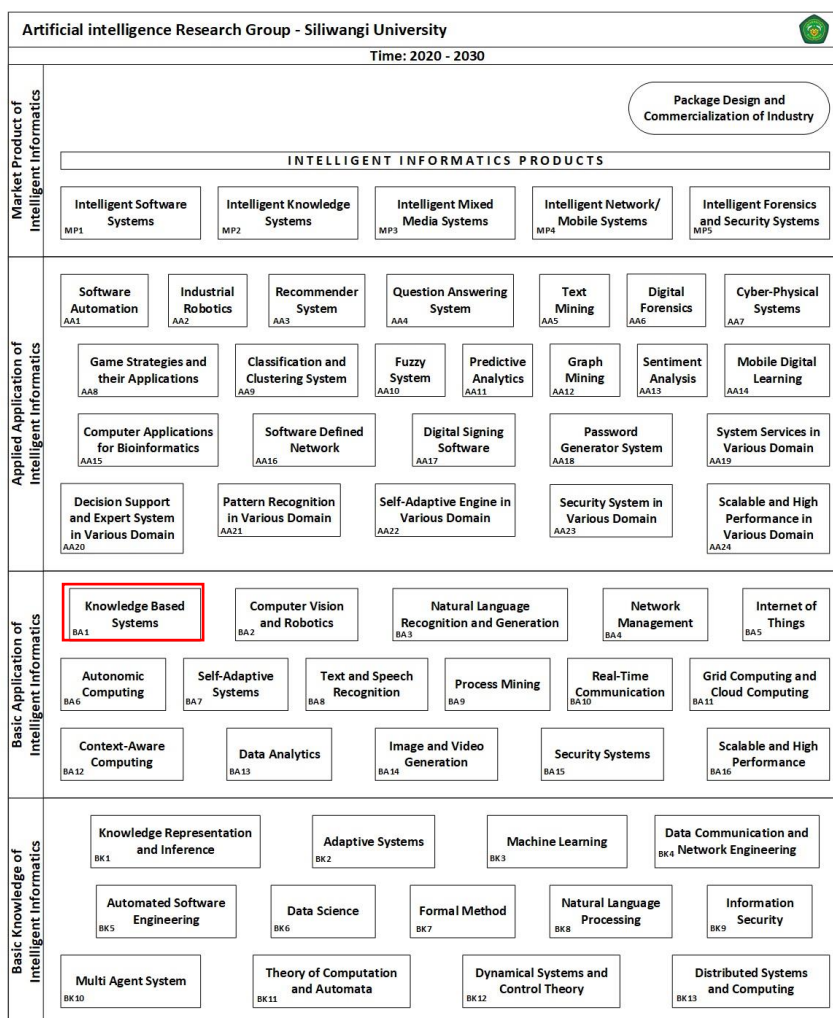 Artificial intelligence Research Group - Siliwangi University
Time: 2020 - 2030
Market Product of
Intelligent Informatics
Package Design and
Commercialization of Industry
INTELLIGENT INFORMATICS PRODUCTS
Intelligent Software
Systems
MP1
Intelligent Knowledge
Systems
MP2
Intelligent Mixed
Media Systems
MP3
Intelligent Network/
Mobile Systems
MP4
Intelligent Forensics
and Security Systems
MP5
Applied Application of
Intelligent Informatics
Software
Automation
AA1
Industrial
Robotics
AA2
Recommender
System
AA3
Question Answering
System
AA4
Text
Mining
AA5
Digital
Forensics
AA6
Cyber-Physical
Systems
AA7
Game Strategies and
their Applications
AA8
Classification and
Clustering System
AA9
Fuzzy
System
AA10
Predictive
Analytics
AA11
Graph
Mining
AA12
Sentiment
Analysis
AA13
Mobile Digital
Learning
AA14
Computer Applications
for Bioinformatics
AA15
Software Defined
Network
AA16
Digital Signing
Software
AA17
Password
Generator System
AA18
System Services in
Various Domain
AA19
Decision Support
and Expert System
in Various Domain
AA20
Pattern Recognition
in Various Domain
AA21
Self-Adaptive Engine in
Various Domain
AA22
Security System in
Various Domain
AA23
Scalable and High
Performance in
Various Domain
AA24
Basic Application of
Intelligent Informatics
Knowledge Based
Systems
BA1
Computer Vision
and Robotics
BA2
Natural Language
Recognition and Generation
BA3
Network
Management
BA4
Internet of
Things
BA5
Autonomic
Computing
BA6
Self-Adaptive
Systems
BA7
Text and Speech
Recognition
BA8
Process Mining
BA9
Real-Time
Communication
BA10
Grid Computing and
Cloud Computing
BA11
Context-Aware
Computing
BA12
Data Analytics
BA13
Image and Video
Generation
BA14
Security Systems
BA15
Scalable and High
Performance
BA16
Basic Knowledge of
Intelligent Informatics
Knowledge Representation
and Inference
BK1
Adaptive Systems
BK2
Machine Learning
BK3
Data Communication and
Network Engineering
BK4
Automated Software
Engineering
BK5
Data Science
BK6
Formal Method
BK7
Natural Language
Processing
BK8
Information
Security
BK9
Multi Agent System
BK10
Theory of Computation
and Automata
BK11
Dynamical Systems and
Control Theory
BK12
Distributed Systems
and Computing
BK13